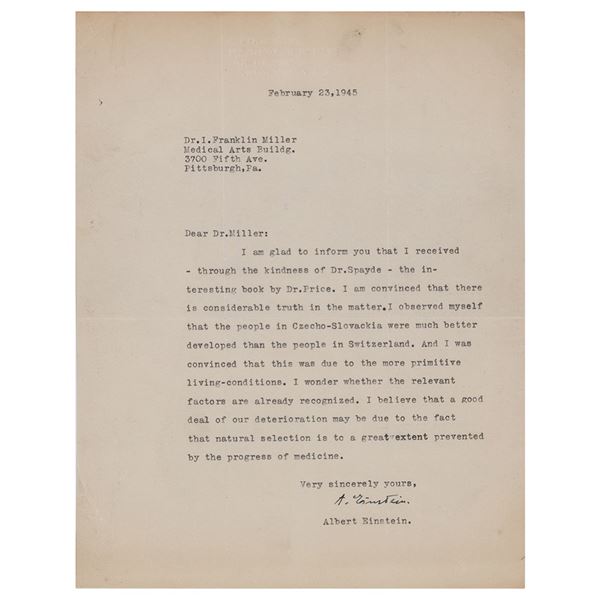 February 23,1945
Dr.I.Franklin Miller
Medical Arts Buildg.
3700 Fifth Ave.
Pittsburgh,Pa.
Dear Dr.Miller:
I am glad to inform you that I received
- through the kindness of Dr.Spayde - the in-
teresting book by Dr.Price. I am convinced that there
is considerable truth in the matter.I observed myself
that the people in Czecho-Slovackia were much better
developed than the people in Switzerland. And I was
convinced that this was due to the more primitive
living-conditions. I wonder whether the relevant
factors are already recognized. I believe that a good
deal of our deterioration may be due to the fact
that natural selection is to a great extent prevented
by the progress of medicine.
Very sincerely yours,
A. Einstein.
Albert Einstein.